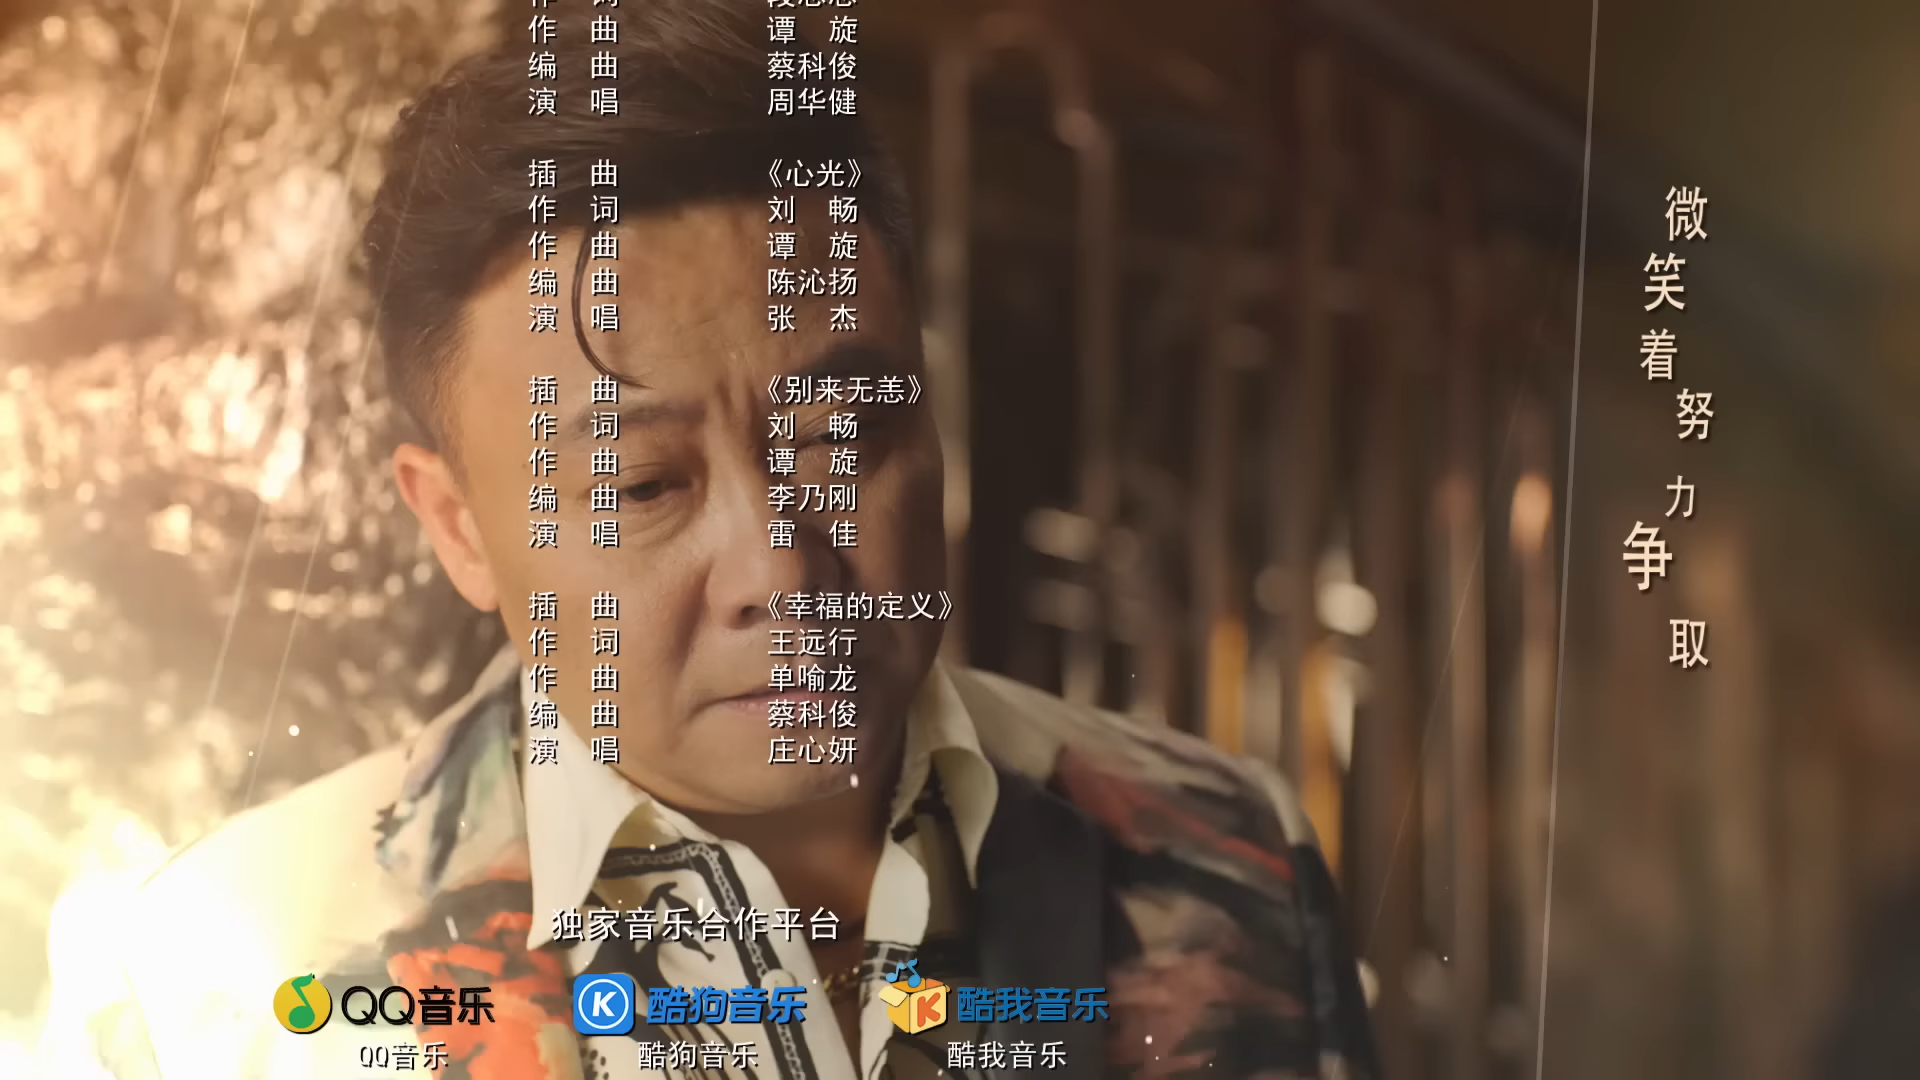 作 曲 谭 旋
编 曲 蔡科俊
演 唱 周华健
插 曲 《心光》
作 词 刘 畅
作 曲 谭 旋
编 曲 陈沁扬
演 唱 张 杰
插 曲 《别来无恙》
作 词 刘 畅
作 曲 谭 旋
编 曲 李乃刚
演 唱 雷 佳
插 曲 《幸福的定义》
作 词 王远行
作 曲 单喻龙
编 曲 蔡科俊
演 唱 庄心妍
独家音乐合作平台
QQ音乐 酷狗音乐 酷我音乐
QQ音乐 酷狗音乐 酷我音乐
微笑着努力争取